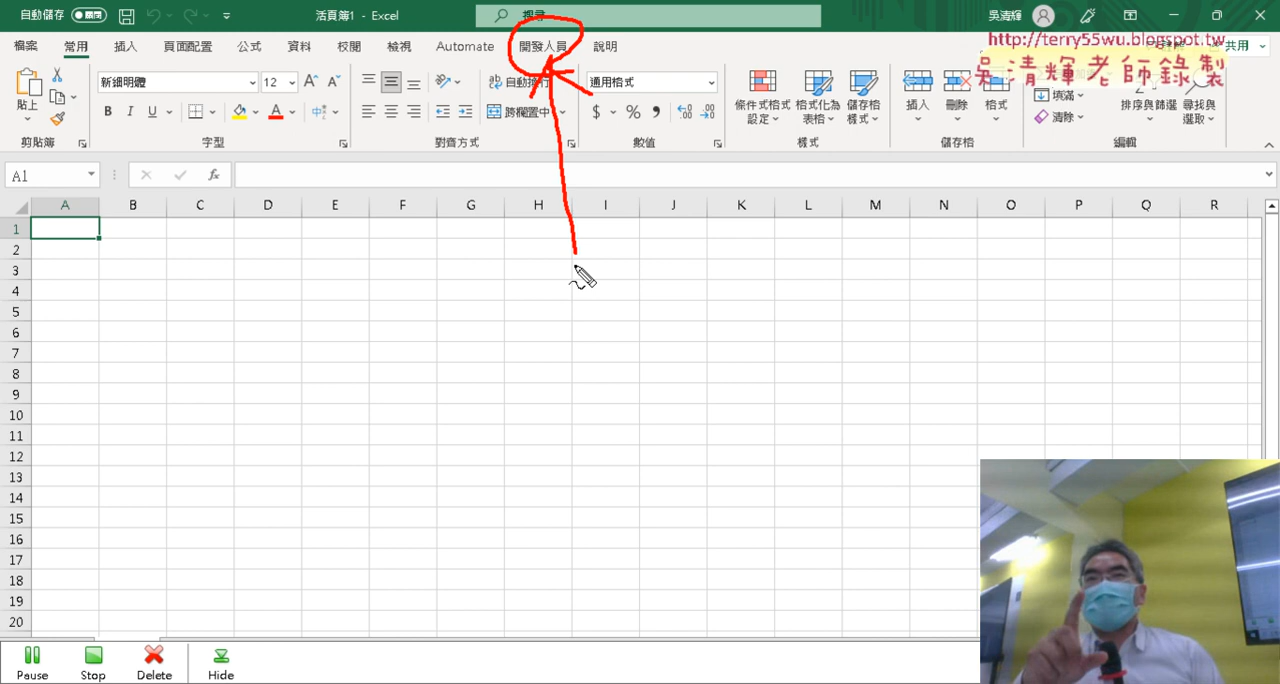 自動儲存 關閉 活頁簿1 - Excel 搜尋 吳清輝
檔案 常用 插入 頁面配置 公式 資料 校閱 檢視 Automate 開發人員 說明 共用
http://terry55wu.blogspot.tw
吳清輝老師錄製
貼上 新細明體 12 A A 自動換行 通用格式 條件式格式設定 格式化為表格 儲存格樣式 插入 刪除 格式 填滿 排序與篩選 尋找與選取
B I U A 中 跨欄置中 $ % 清除
剪貼簿 字型 對齊方式 數值 樣式 儲存格 編輯
A1 fx
A B C D E F G H I J K L M N O P Q R
1
2
3
4
5
6
7
8
9
10
11
12
13
14
15
16
17
18
19
20
Pause Stop Delete Hide